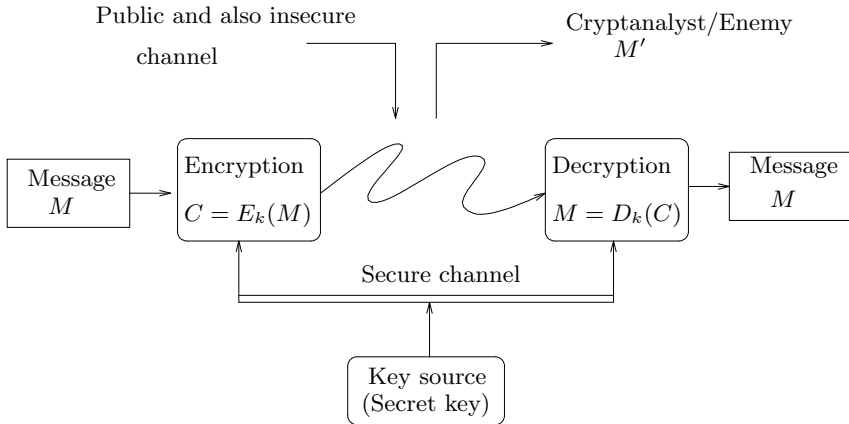 Public and also insecure
channel
Cryptanalyst/Enemy
M′
Message
M
Encryption
C = E_k(M)
Decryption
M = D_k(C)
Message
M
Secure channel
Key source
(Secret key)